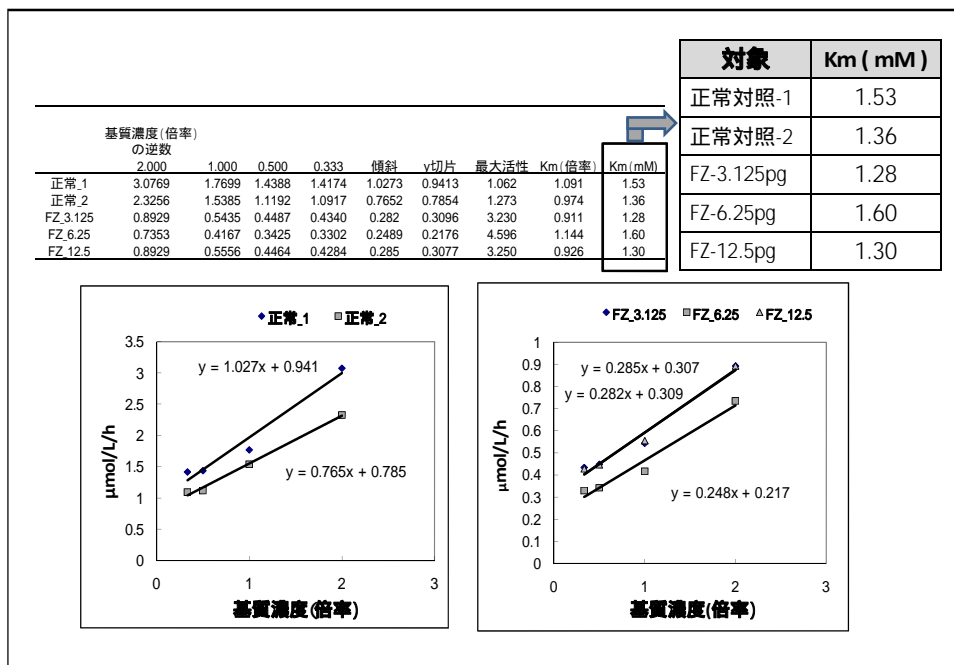 対象 Km ( mM )
正常対照-1 1.53
正常対照-2 1.36
FZ-3.125pg 1.28
FZ-6.25pg 1.60
FZ-12.5pg 1.30
基質濃度(倍率)
の逆数
2.000 1.000 0.500 0.333 傾斜 y切片 最大活性 Km(倍率) Km(mM)
正常_1 3.0769 1.7699 1.4388 1.4174 1.0273 0.9413 1.062 1.091 1.53
正常_2 2.3256 1.5385 1.1192 1.0917 0.7652 0.7854 1.273 0.974 1.36
FZ_3.125 0.8929 0.5435 0.4487 0.4340 0.282 0.3096 3.230 0.911 1.28
FZ_6.25 0.7353 0.4167 0.3425 0.3302 0.2489 0.2176 4.596 1.144 1.60
FZ_12.5 0.8929 0.5556 0.4464 0.4284 0.285 0.3077 3.250 0.926 1.30
正常_1 正常_2
3.5
3
2.5
2
1.5
1
0.5
0
y = 1.027x + 0.941
y = 0.765x + 0.785
μmol/L/h
0 1 2 3
基質濃度(倍率)
FZ_3.125 FZ_6.25 FZ_12.5
1
0.9
0.8
0.7
0.6
0.5
0.4
0.3
0.2
0.1
0
y = 0.285x + 0.307
y = 0.282x + 0.309
y = 0.248x + 0.217
μmol/L/h
0 1 2 3
基質濃度(倍率)